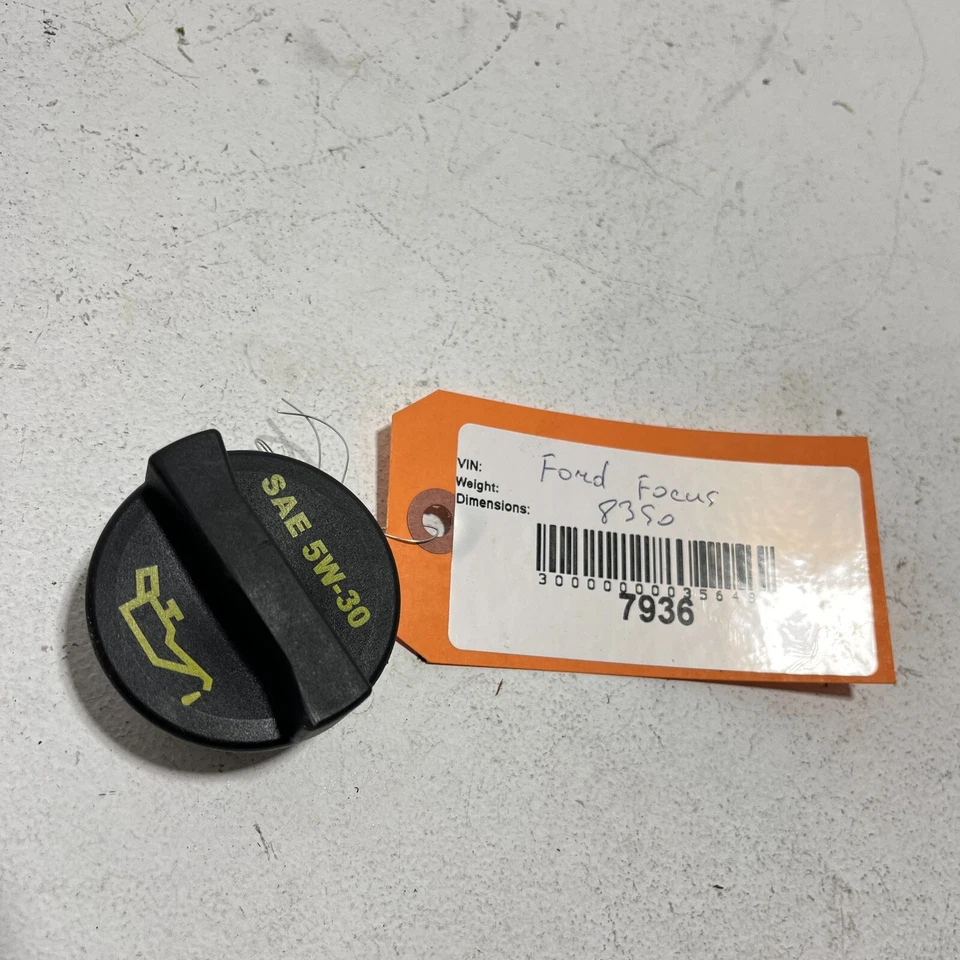 SAE 5W-30
VIN:
Ford Focus
Weight:
8350
Dimensions:
7936